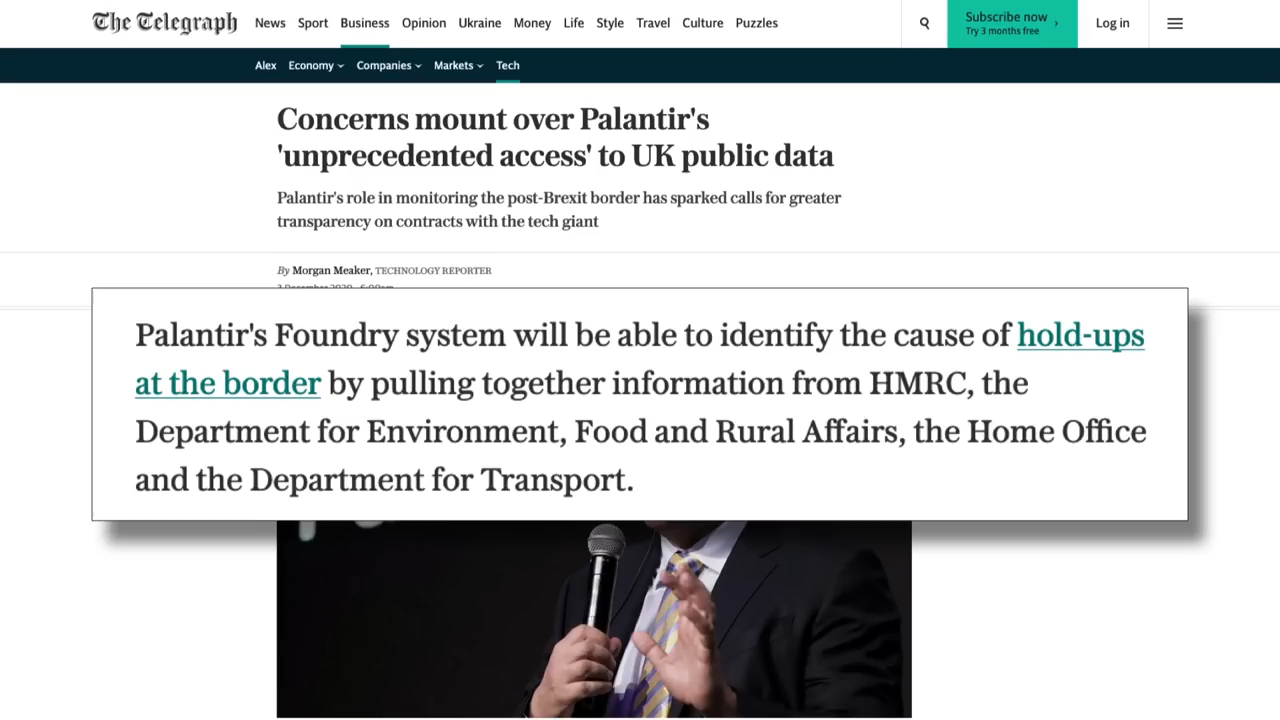 The Telegraph
News Sport Business Opinion Ukraine Money Life Style Travel Culture Puzzles
Subscribe now
Try 3 months free
Log in
Alex Economy Companies Markets Tech
Concerns mount over Palantir's
'unprecedented access' to UK public data
Palantir's role in monitoring the post-Brexit border has sparked calls for greater
transparency on contracts with the tech giant
By Morgan Meaker, TECHNOLOGY REPORTER
Palantir's Foundry system will be able to identify the cause of hold-ups
at the border by pulling together information from HMRC, the
Department for Environment, Food and Rural Affairs, the Home Office
and the Department for Transport.